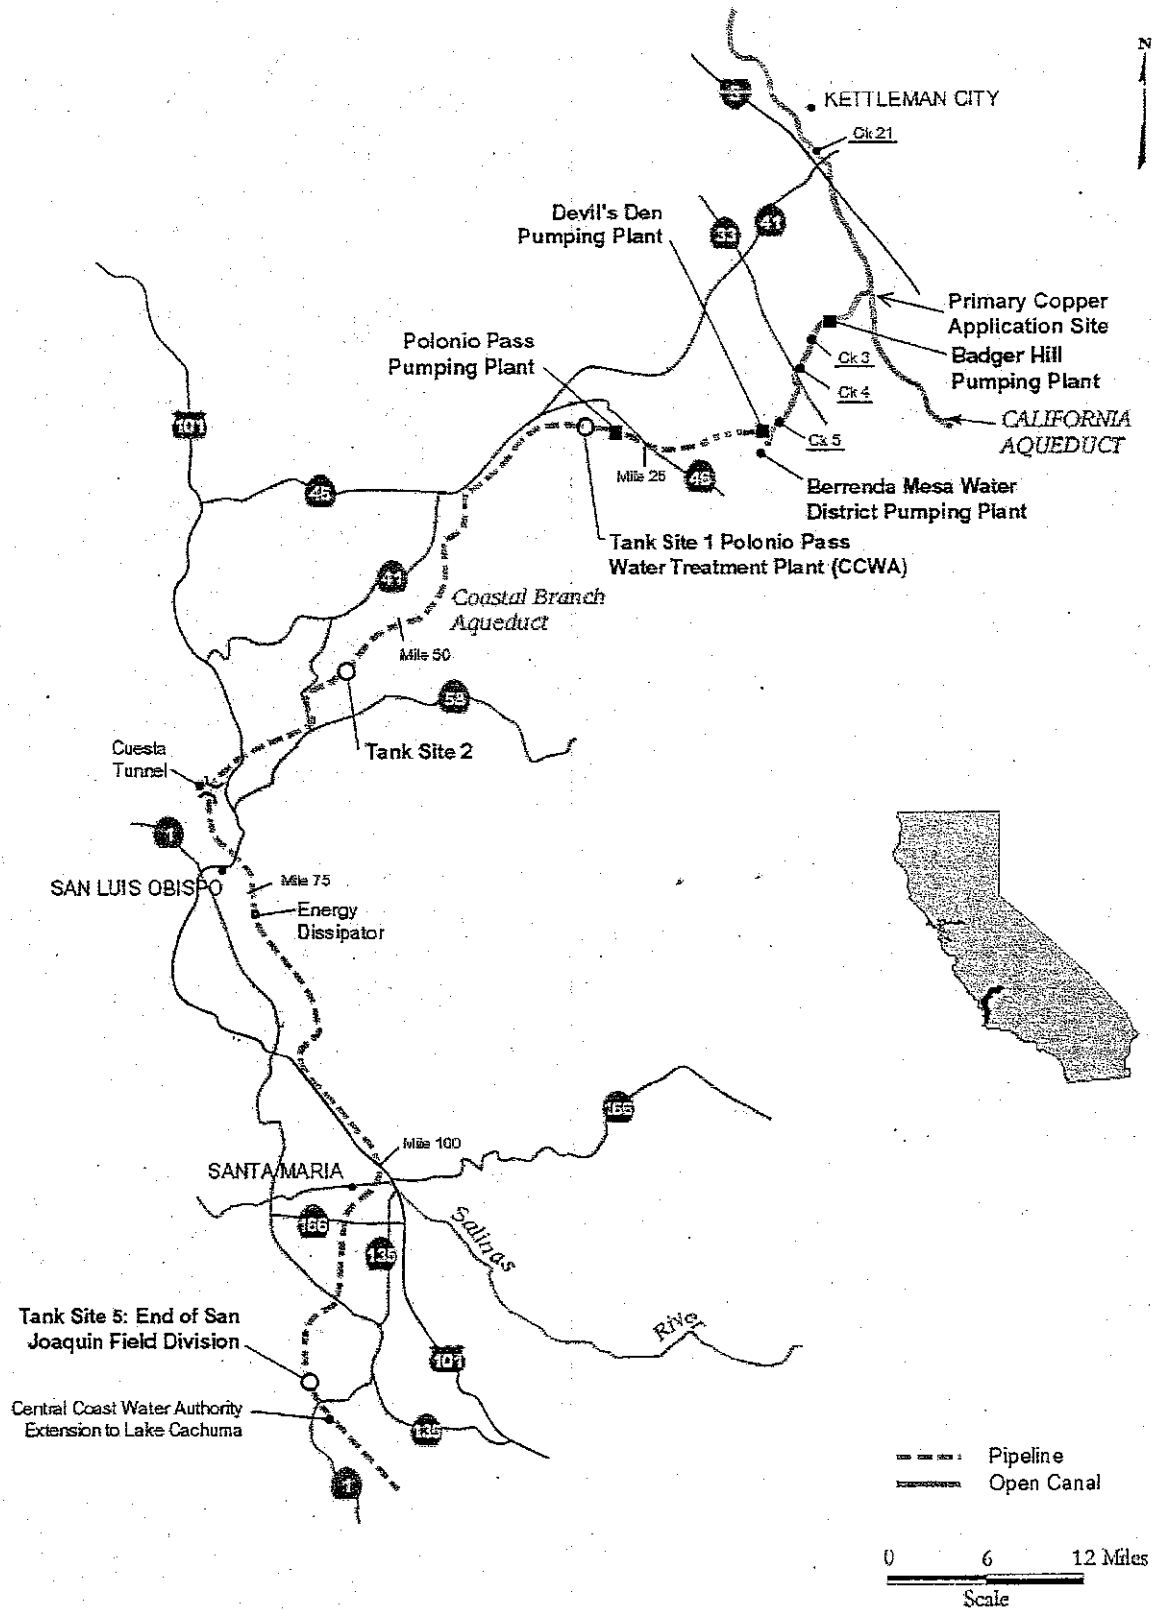 N
KETTLEMAN CITY
Ck 21
Devil's Den
Pumping Plant
33
41
Primary Copper
Application Site
Polonio Pass
Pumping Plant
Badger Hill
Pumping Plant
Ck 3
Ck 4
CALIFORNIA
AQUEDUCT
101
Ck 5
Mile 25
46
46
Berrenda Mesa Water
District Pumping Plant
Tank Site 1 Polonio Pass
Water Treatment Plant (CCWA)
41
Coastal Branch
Aqueduct
Mile 50
58
Tank Site 2
Cuesta
Tunnel
1
SAN LUIS OBISPO
Mile 75
Energy
Dissipator
166
Mile 100
SANTA MARIA
166
135
Salinas
River
Tank Site 5: End of San
Joaquin Field Division
101
Central Coast Water Authority
Extension to Lake Cachuma
135
1
Pipeline
Open Canal
0 6 12 Miles
Scale